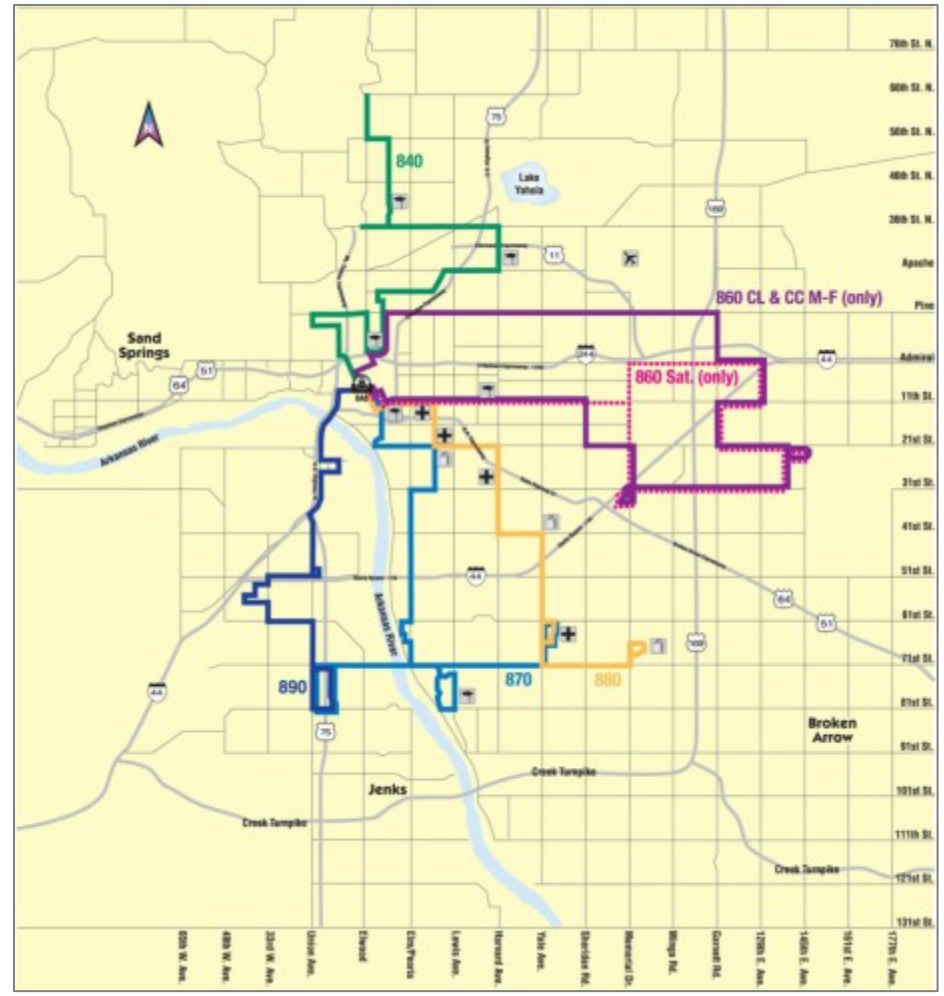 76th St. N.
66th St. N.
75
56th St. N.
840
Lake
Yahola
46th St. N.
169
36th St. N.
11
Apache
860 CL & CC M-F (only)
Pine
Sand
Springs
244
44
Admiral
51
64
860 Sat. (only)
11th St.
Arkansas River
21st St.
31st St.
41st St.
44
51st St.
64
51
Arkansas River
61st St.
169
71st St.
890
870
880
44
81st St.
75
Broken
Arrow
91st St.
Creek Turnpike
Jenks
101st St.
Creek Turnpike
111th St.
Creek Turnpike
121st St.
131st St.
65th W. Ave.
49th W. Ave.
33rd W. Ave.
Union Ave.
Elwood
Elm/Peoria
Lewis Ave.
Harvard Ave.
Yale Ave.
Sheridan Rd.
Memorial Dr.
Mingo Rd.
Garnett Rd.
129th E. Ave.
145th E. Ave.
161st E. Ave.
177th E. Ave.